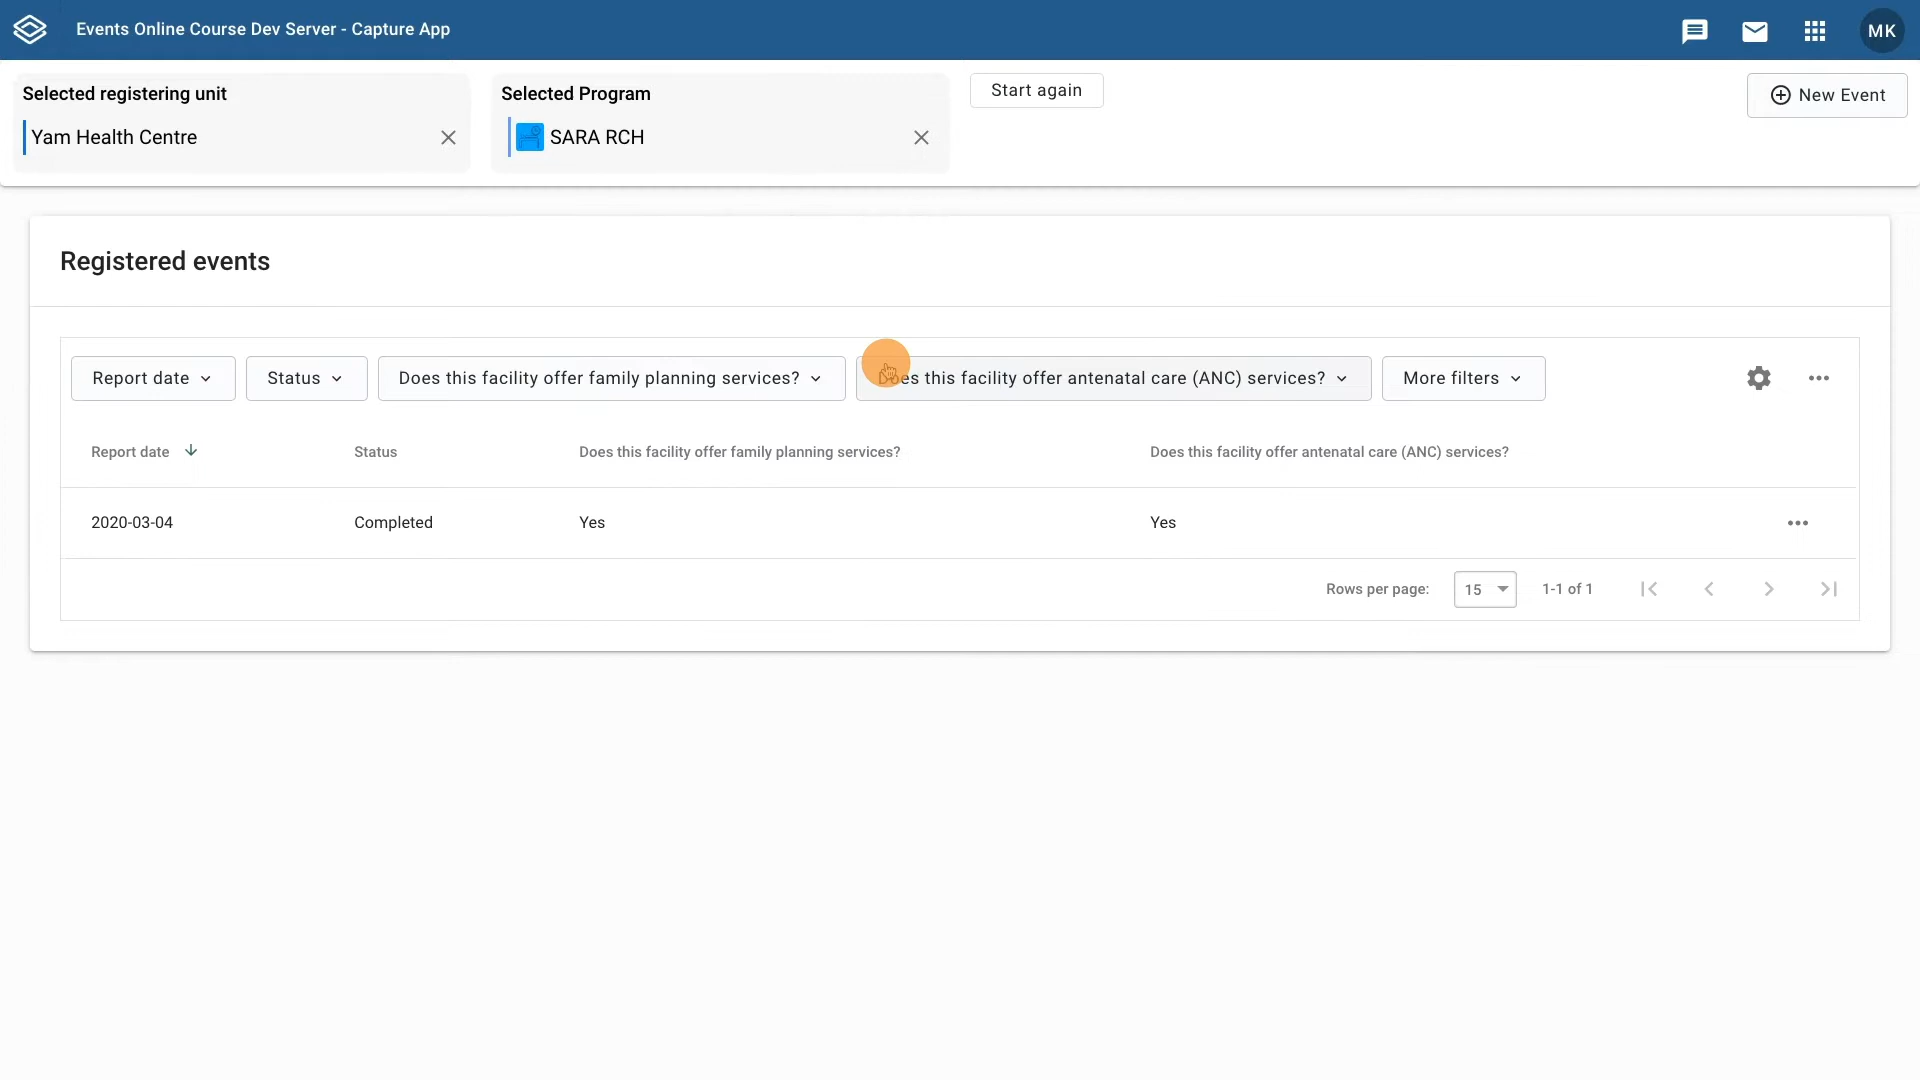 Events Online Course Dev Server - Capture App
MK
Selected registering unit
Yam Health Centre
Selected Program
SARA RCH
Start again
New Event
Registered events
Report date
Status
Does this facility offer family planning services?
Does this facility offer antenatal care (ANC) services?
More filters
Report date
Status
Does this facility offer family planning services?
Does this facility offer antenatal care (ANC) services?
2020-03-04
Completed
Yes
Yes
Rows per page:
15
1-1 of 1